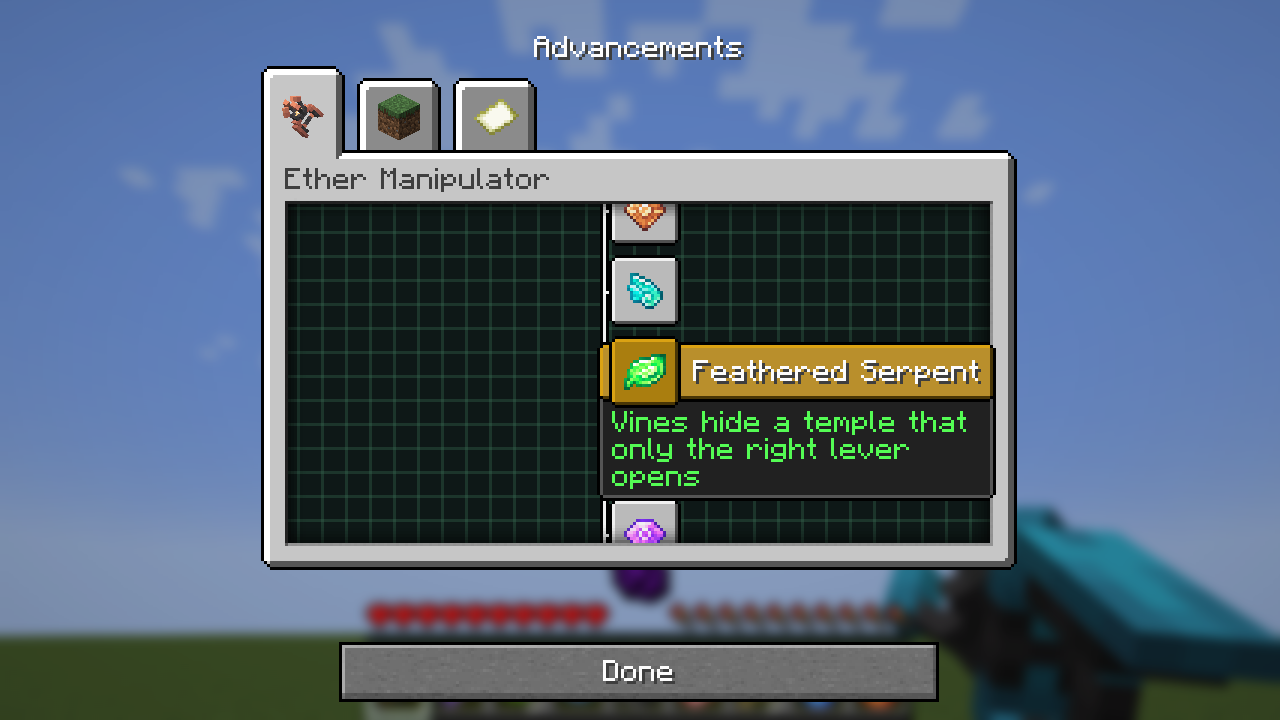 Advancements
Ether Manipulator
Feathered Serpent
Vines hide a temple that
only the right lever
opens
Done